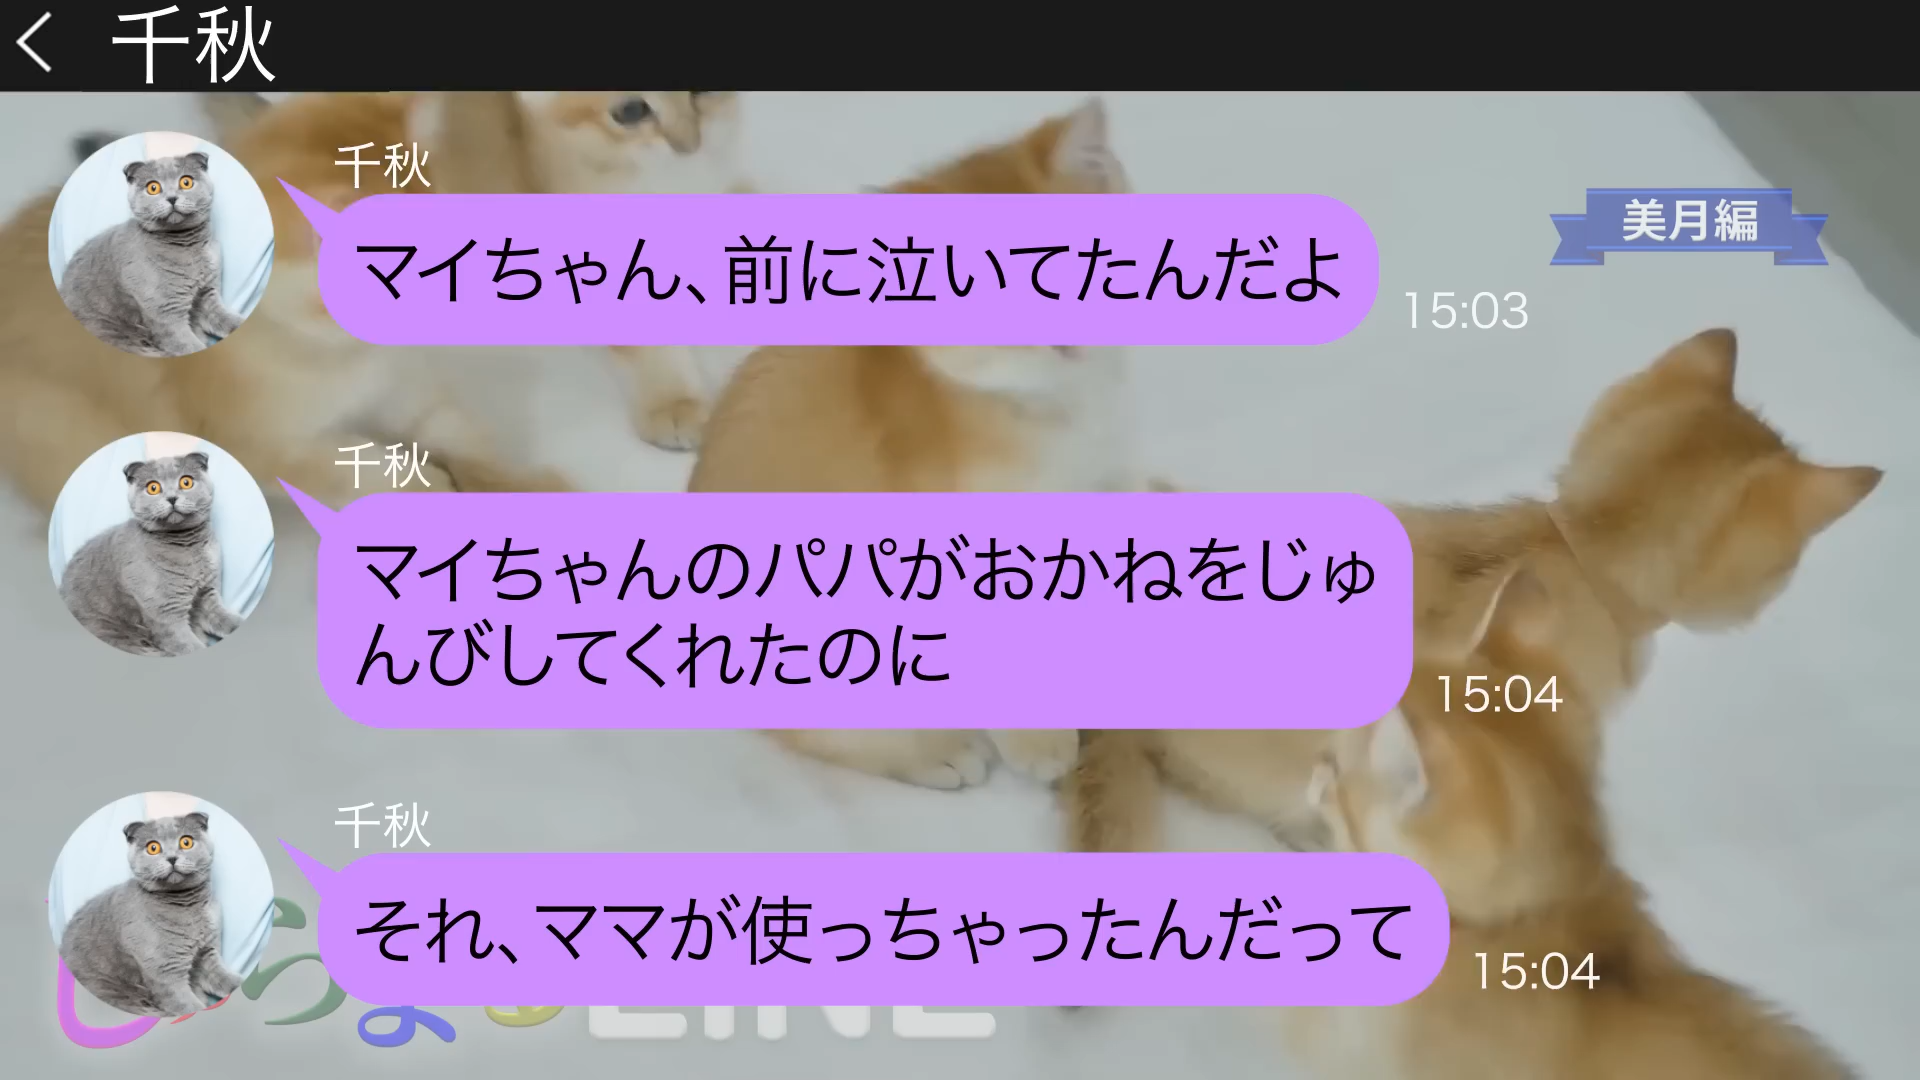 千秋
千秋
マイちゃん、前に泣いてたんだよ
15:03
美月編
千秋
マイちゃんのパパがおかねをじゅ
んびしてくれたのに
15:04
千秋
それ、ママが使っちゃったんだって
15:04
LINE